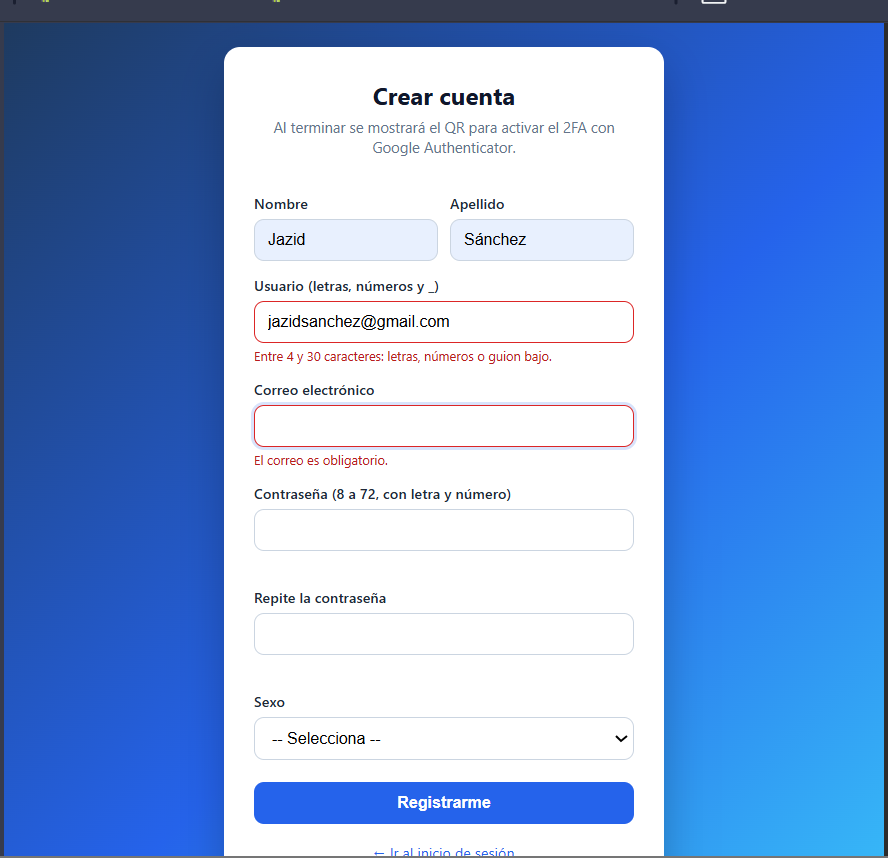 Crear cuenta
Al terminar se mostrará el QR para activar el 2FA con
Google Authenticator.
Nombre
Apellido
Jazid
Sánchez
Usuario (letras, números y _)
jazidsanchez@gmail.com
Entre 4 y 30 caracteres: letras, números o guion bajo.
Correo electrónico
El correo es obligatorio.
Contraseña (8 a 72, con letra y número)
Repite la contraseña
Sexo
-- Selecciona --
Registrarme
← Ir al inicio de sesión